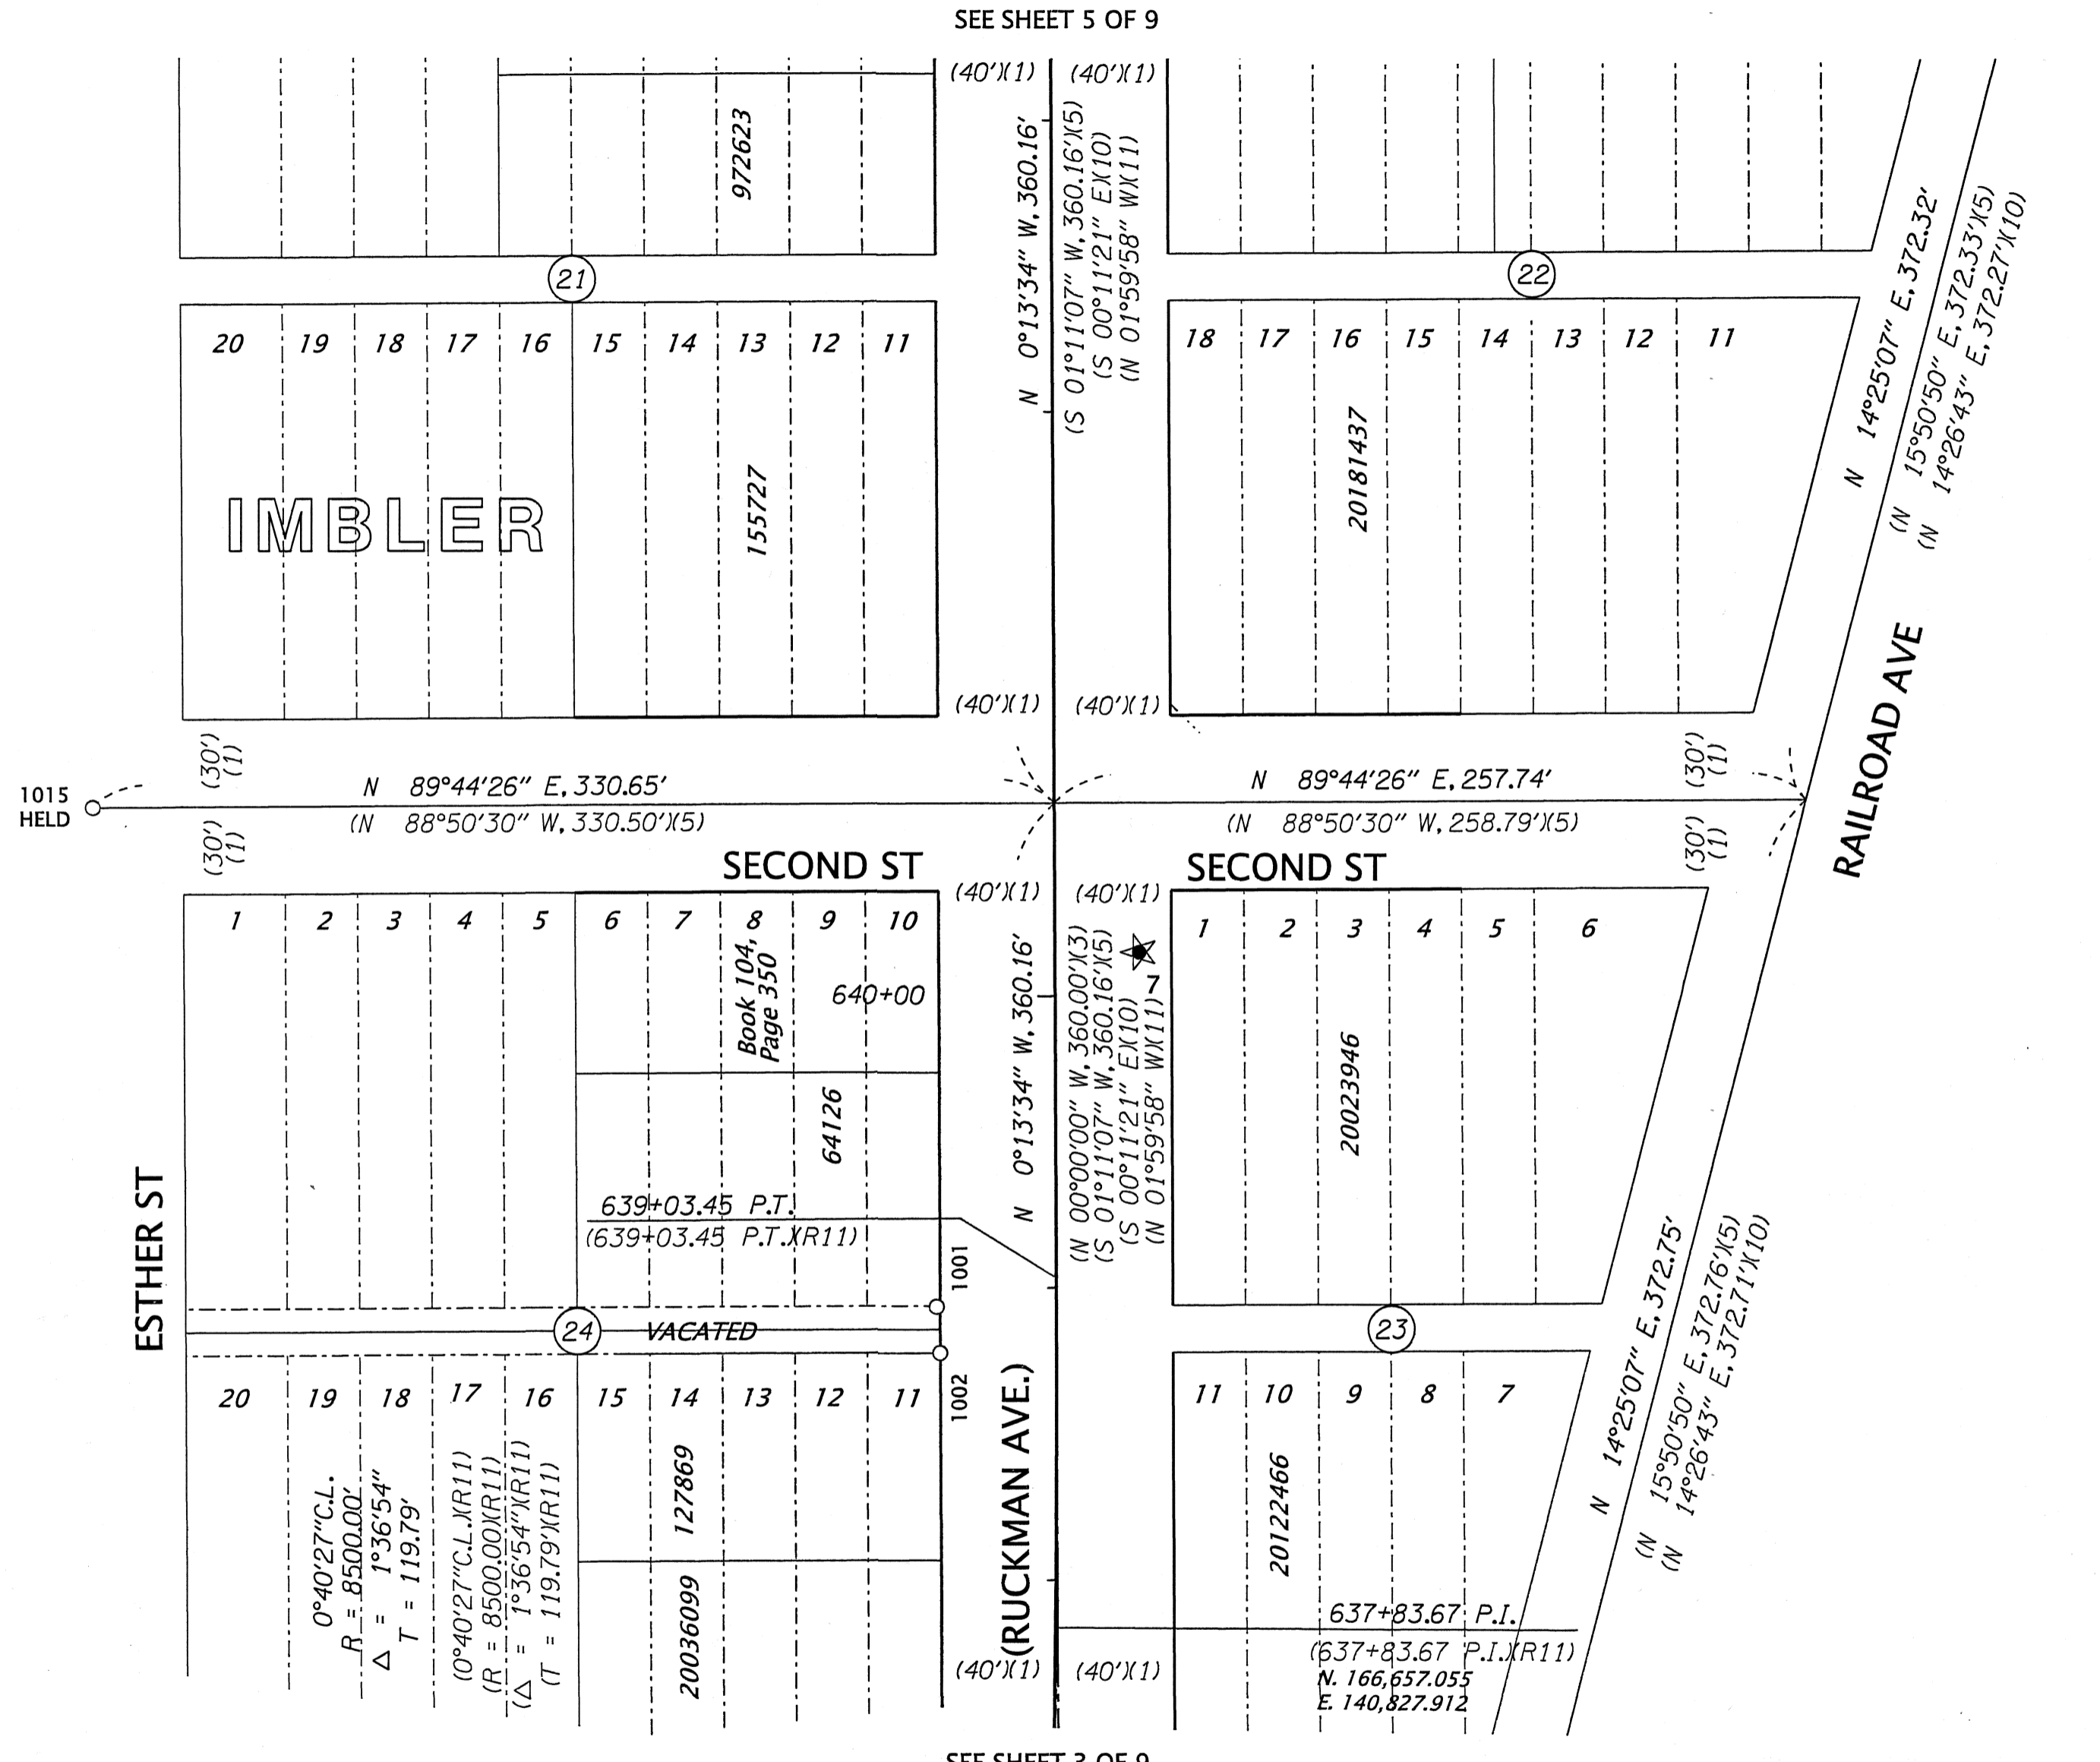 SEE SHEET 5 OF 9
(40')(1)
(40')(1)
972623
N 0°13'34" W, 360.16'
(S 01°11'07" W, 360.16')(5)
(S 00°11'21" E)(10)
(N 01°59'58" W)(11)
N 14°25'07" E, 372.32'
(N 15°50'50" E, 372.33')(5)
(N 14°26'43" E, 372.27')(10)
21
22
20 19 18 17 16 15 14 13 12 11
18 17 16 15 14 13 12 11
IMBLER
155727
20181437
RAILROAD AVE
(40')(1)
(40')(1)
(30')
(1)
(30')
(1)
1015
HELD
N 89°44'26" E, 330.65'
(N 88°50'30" W, 330.50')(5)
N 89°44'26" E, 257.74'
(N 88°50'30" W, 258.79')(5)
(30')
(1)
(30')
(1)
SECOND ST
SECOND ST
(40')(1)
(40')(1)
1 2 3 4 5 6 7 8 9 10
1 2 3 4 5 6
Book 104,
Page 350
640+00
64126
N 0°13'34" W, 360.16'
(N 00°00'00" W, 360.00')(3)
(S 01°11'07" W, 360.16')(5)
(S 00°11'21" E)(10)
(N 01°59'58" W)(11)
7
20023946
639+03.45 P.T.
(639+03.45 P.T.)(R11)
ESTHER ST
1001
24
VACATED
23
1002
20 19 18 17 16 15 14 13 12 11
11 10 9 8 7
N 14°25'07" E, 372.75'
(N 15°50'50" E, 372.76')(5)
(N 14°26'43" E, 372.71')(10)
0°40'27"C.L.
R = 8500.00'
Δ = 1°36'54"
T = 119.79'
(0°40'27"C.L.)(R11)
(R = 8500.00)(R11)
(Δ = 1°36'54")(R11)
(T = 119.79')(R11)
127869
20036099
(RUCKMAN AVE.)
20122466
637+83.67 P.I.
(637+83.67 P.I.)(R11)
N. 166,657.055
E. 140,827.912
(40')(1)
(40')(1)
SEE SHEET 3 OF 9